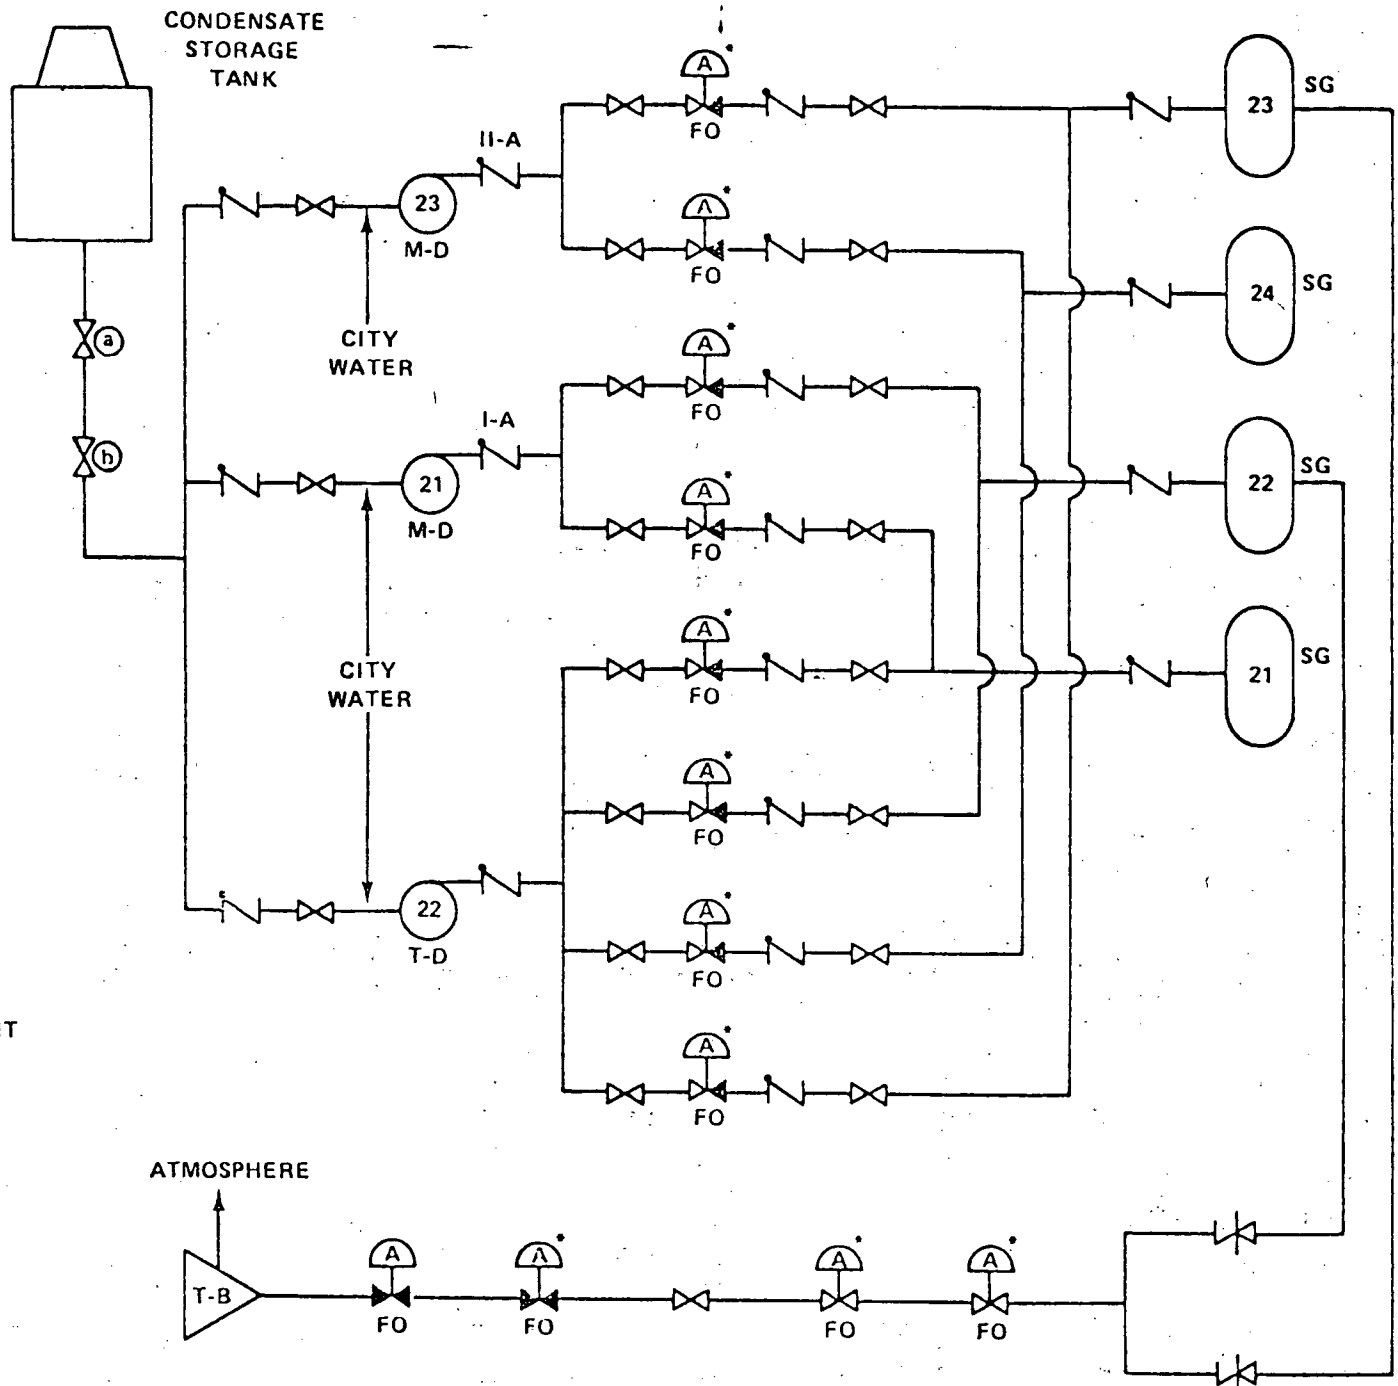 CONDENSATE
STORAGE
TANK
A*
FO
23
SG
II-A
23
M-D
A*
FO
24
SG
CITY
WATER
a
A*
FO
I-A
b
21
M-D
A*
FO
22
SG
CITY
WATER
A*
FO
21
SG
A*
FO
22
T-D
A*
FO
T
A*
FO
ATMOSPHERE
T-B
A
FO
A*
FO
A*
FO
A*
FO